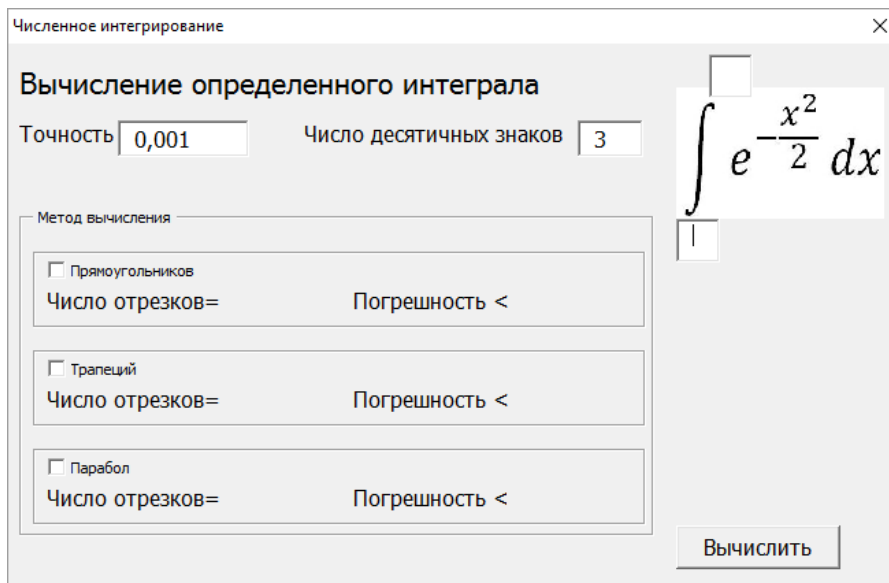 Численное интегрирование
Вычисление определенного интеграла
Точность 0,001 Число десятичных знаков 3
∫ e^{-x^2/2} dx
Метод вычисления
Прямоугольников
Число отрезков= Погрешность <
Трапеций
Число отрезков= Погрешность <
Парабол
Число отрезков= Погрешность <
Вычислить